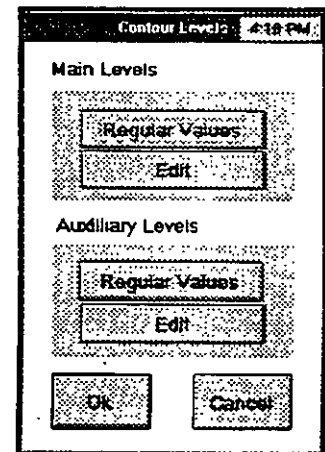 Contour Levels 4:18 PM
Main Levels
Regular Values
Edit
Auxiliary Levels
Regular Values
Edit
Ok
Cancel